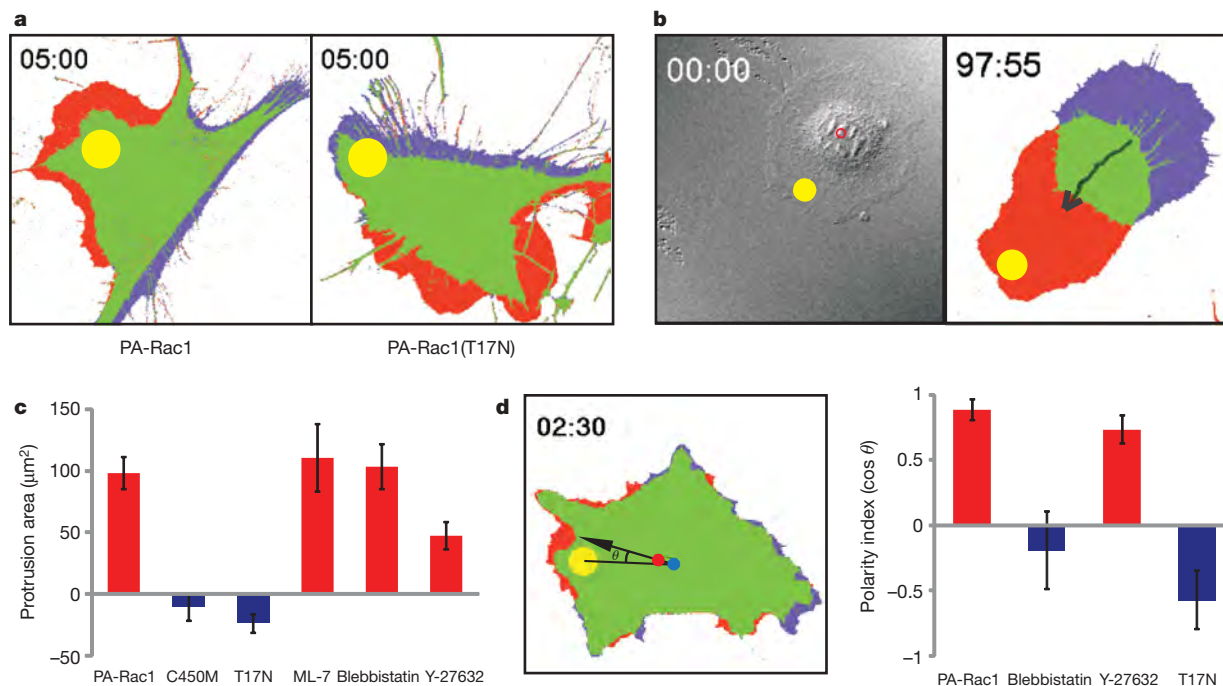 a
05:00
05:00
PA-Rac1
PA-Rac1(T17N)
b
00:00
97:55
c
Protrusion area (μm²)
150
100
50
0
–50
PA-Rac1 C450M T17N ML-7 Blebbistatin Y-27632
d
02:30
θ
Polarity index (cos θ)
1
0.5
0
–0.5
–1
PA-Rac1 Blebbistatin Y-27632 T17N